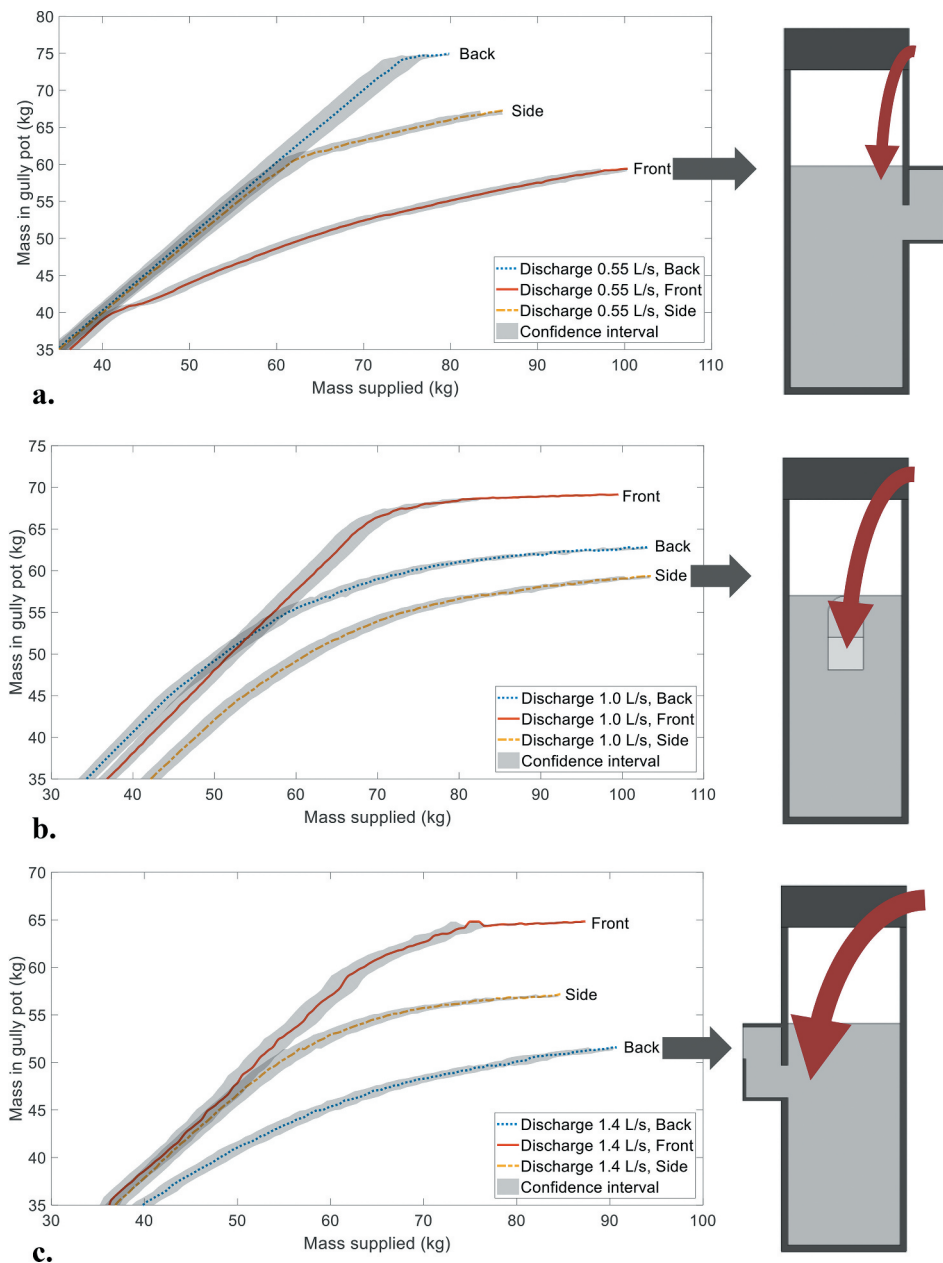 80
75
70
65
60
55
50
45
40
35
Mass in gully pot (kg)
Back
Side
Front
Discharge 0.55 L/s, Back
Discharge 0.55 L/s, Front
Discharge 0.55 L/s, Side
Confidence interval
40 50 60 70 80 90 100 110
Mass supplied (kg)
a.
75
70
65
60
55
50
45
40
35
Mass in gully pot (kg)
Front
Back
Side
Discharge 1.0 L/s, Back
Discharge 1.0 L/s, Front
Discharge 1.0 L/s, Side
Confidence interval
30 40 50 60 70 80 90 100 110
Mass supplied (kg)
b.
70
65
60
55
50
45
40
35
Mass in gully pot (kg)
Front
Side
Back
Discharge 1.4 L/s, Back
Discharge 1.4 L/s, Front
Discharge 1.4 L/s, Side
Confidence interval
30 40 50 60 70 80 90 100
Mass supplied (kg)
c.